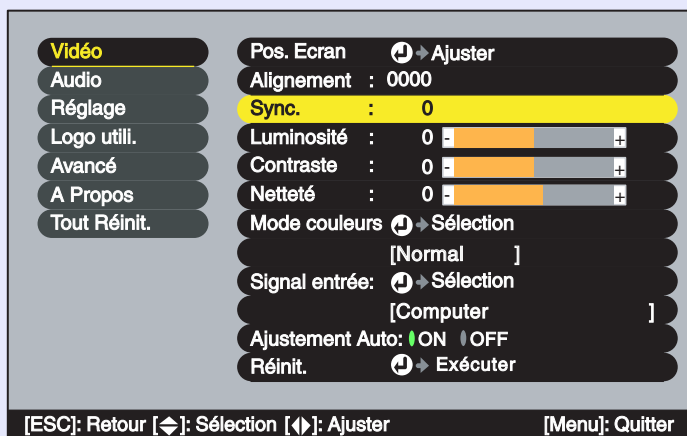 Vidéo
Audio
Réglage
Logo utili.
Avancé
A Propos
Tout Réinit.
Pos. Ecran Ajuster
Alignement : 0000
Sync. : 0
Luminosité : 0 - +
Contraste : 0 - +
Netteté : 0 - +
Mode couleurs Sélection
[Normal ]
Signal entrée: Sélection
[Computer ]
Ajustement Auto: ON OFF
Réinit. Exécuter
[ESC]: Retour [ ]: Sélection [ ]: Ajuster [Menu]: Quitter